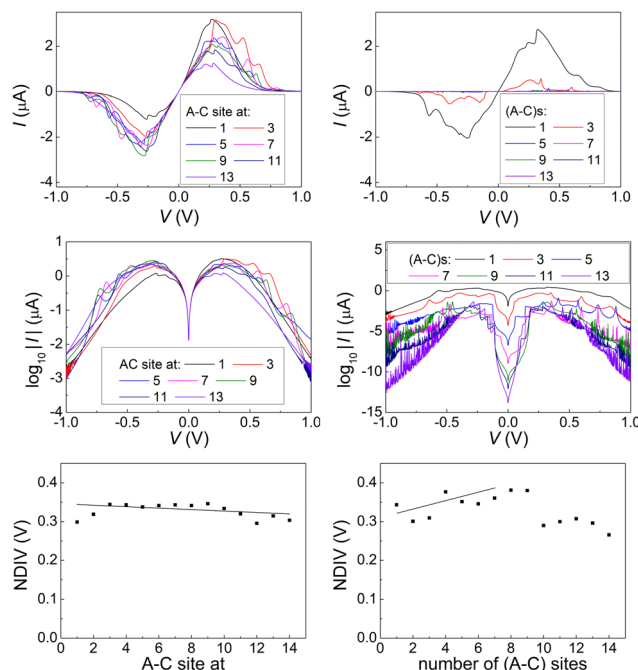 2
0
-2
-4
I (μA)
A-C site at:
1 3
5 7
9 11
13
-1.0 -0.5 0.0 0.5 1.0
V (V)
2
0
-2
-4
I (μA)
(A-C)s:
1 3
5 7
9 11
13
-1.0 -0.5 0.0 0.5 1.0
V (V)
1
0
-1
-2
-3
-4
log10 |I| (μA)
AC site at: 1 3
5 7 9
11 13
-1.0 -0.5 0.0 0.5 1.0
V (V)
5
0
-5
-10
-15
log10 |I| (μA)
(A-C)s: 1 3 5
7 9 11 13
-1.0 -0.5 0.0 0.5 1.0
V (V)
0.4
0.3
0.2
0.1
0.0
NDIV (V)
0 2 4 6 8 10 12 14
A-C site at
0.4
0.3
0.2
0.1
0.0
NDIV (V)
0 2 4 6 8 10 12 14
number of (A-C) sites